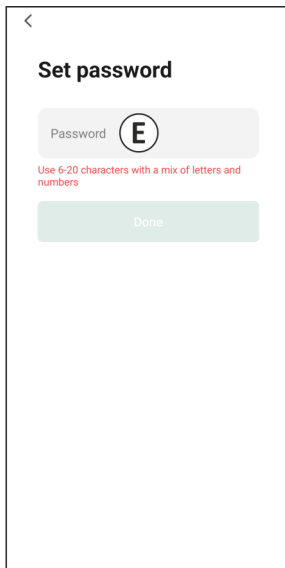 Set password
Password E
Use 6-20 characters with a mix of letters and
numbers
Done